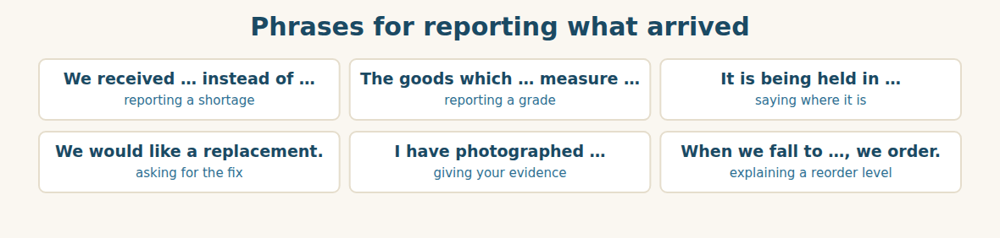 Phrases for reporting what arrived
We received … instead of …
reporting a shortage
The goods which … measure …
reporting a grade
It is being held in …
saying where it is
We would like a replacement.
asking for the fix
I have photographed …
giving your evidence
When we fall to …, we order.
explaining a reorder level